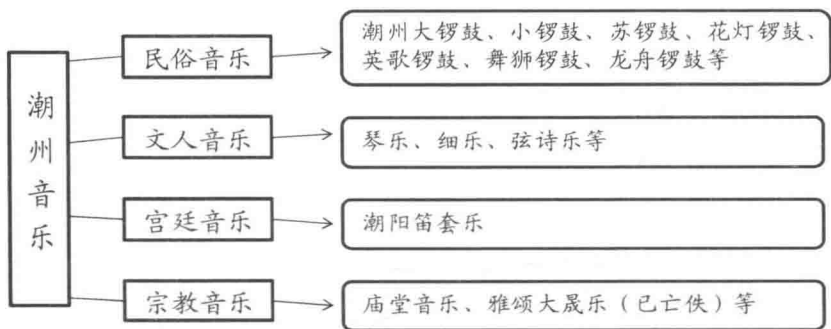 潮州音乐
民俗音乐
潮州大锣鼓、小锣鼓、苏锣鼓、花灯锣鼓、
英歌锣鼓、舞狮锣鼓、龙舟锣鼓等
文人音乐
琴乐、细乐、弦诗乐等
宫廷音乐
潮阳笛套乐
宗教音乐
庙堂音乐、雅颂大晟乐（已亡佚）等